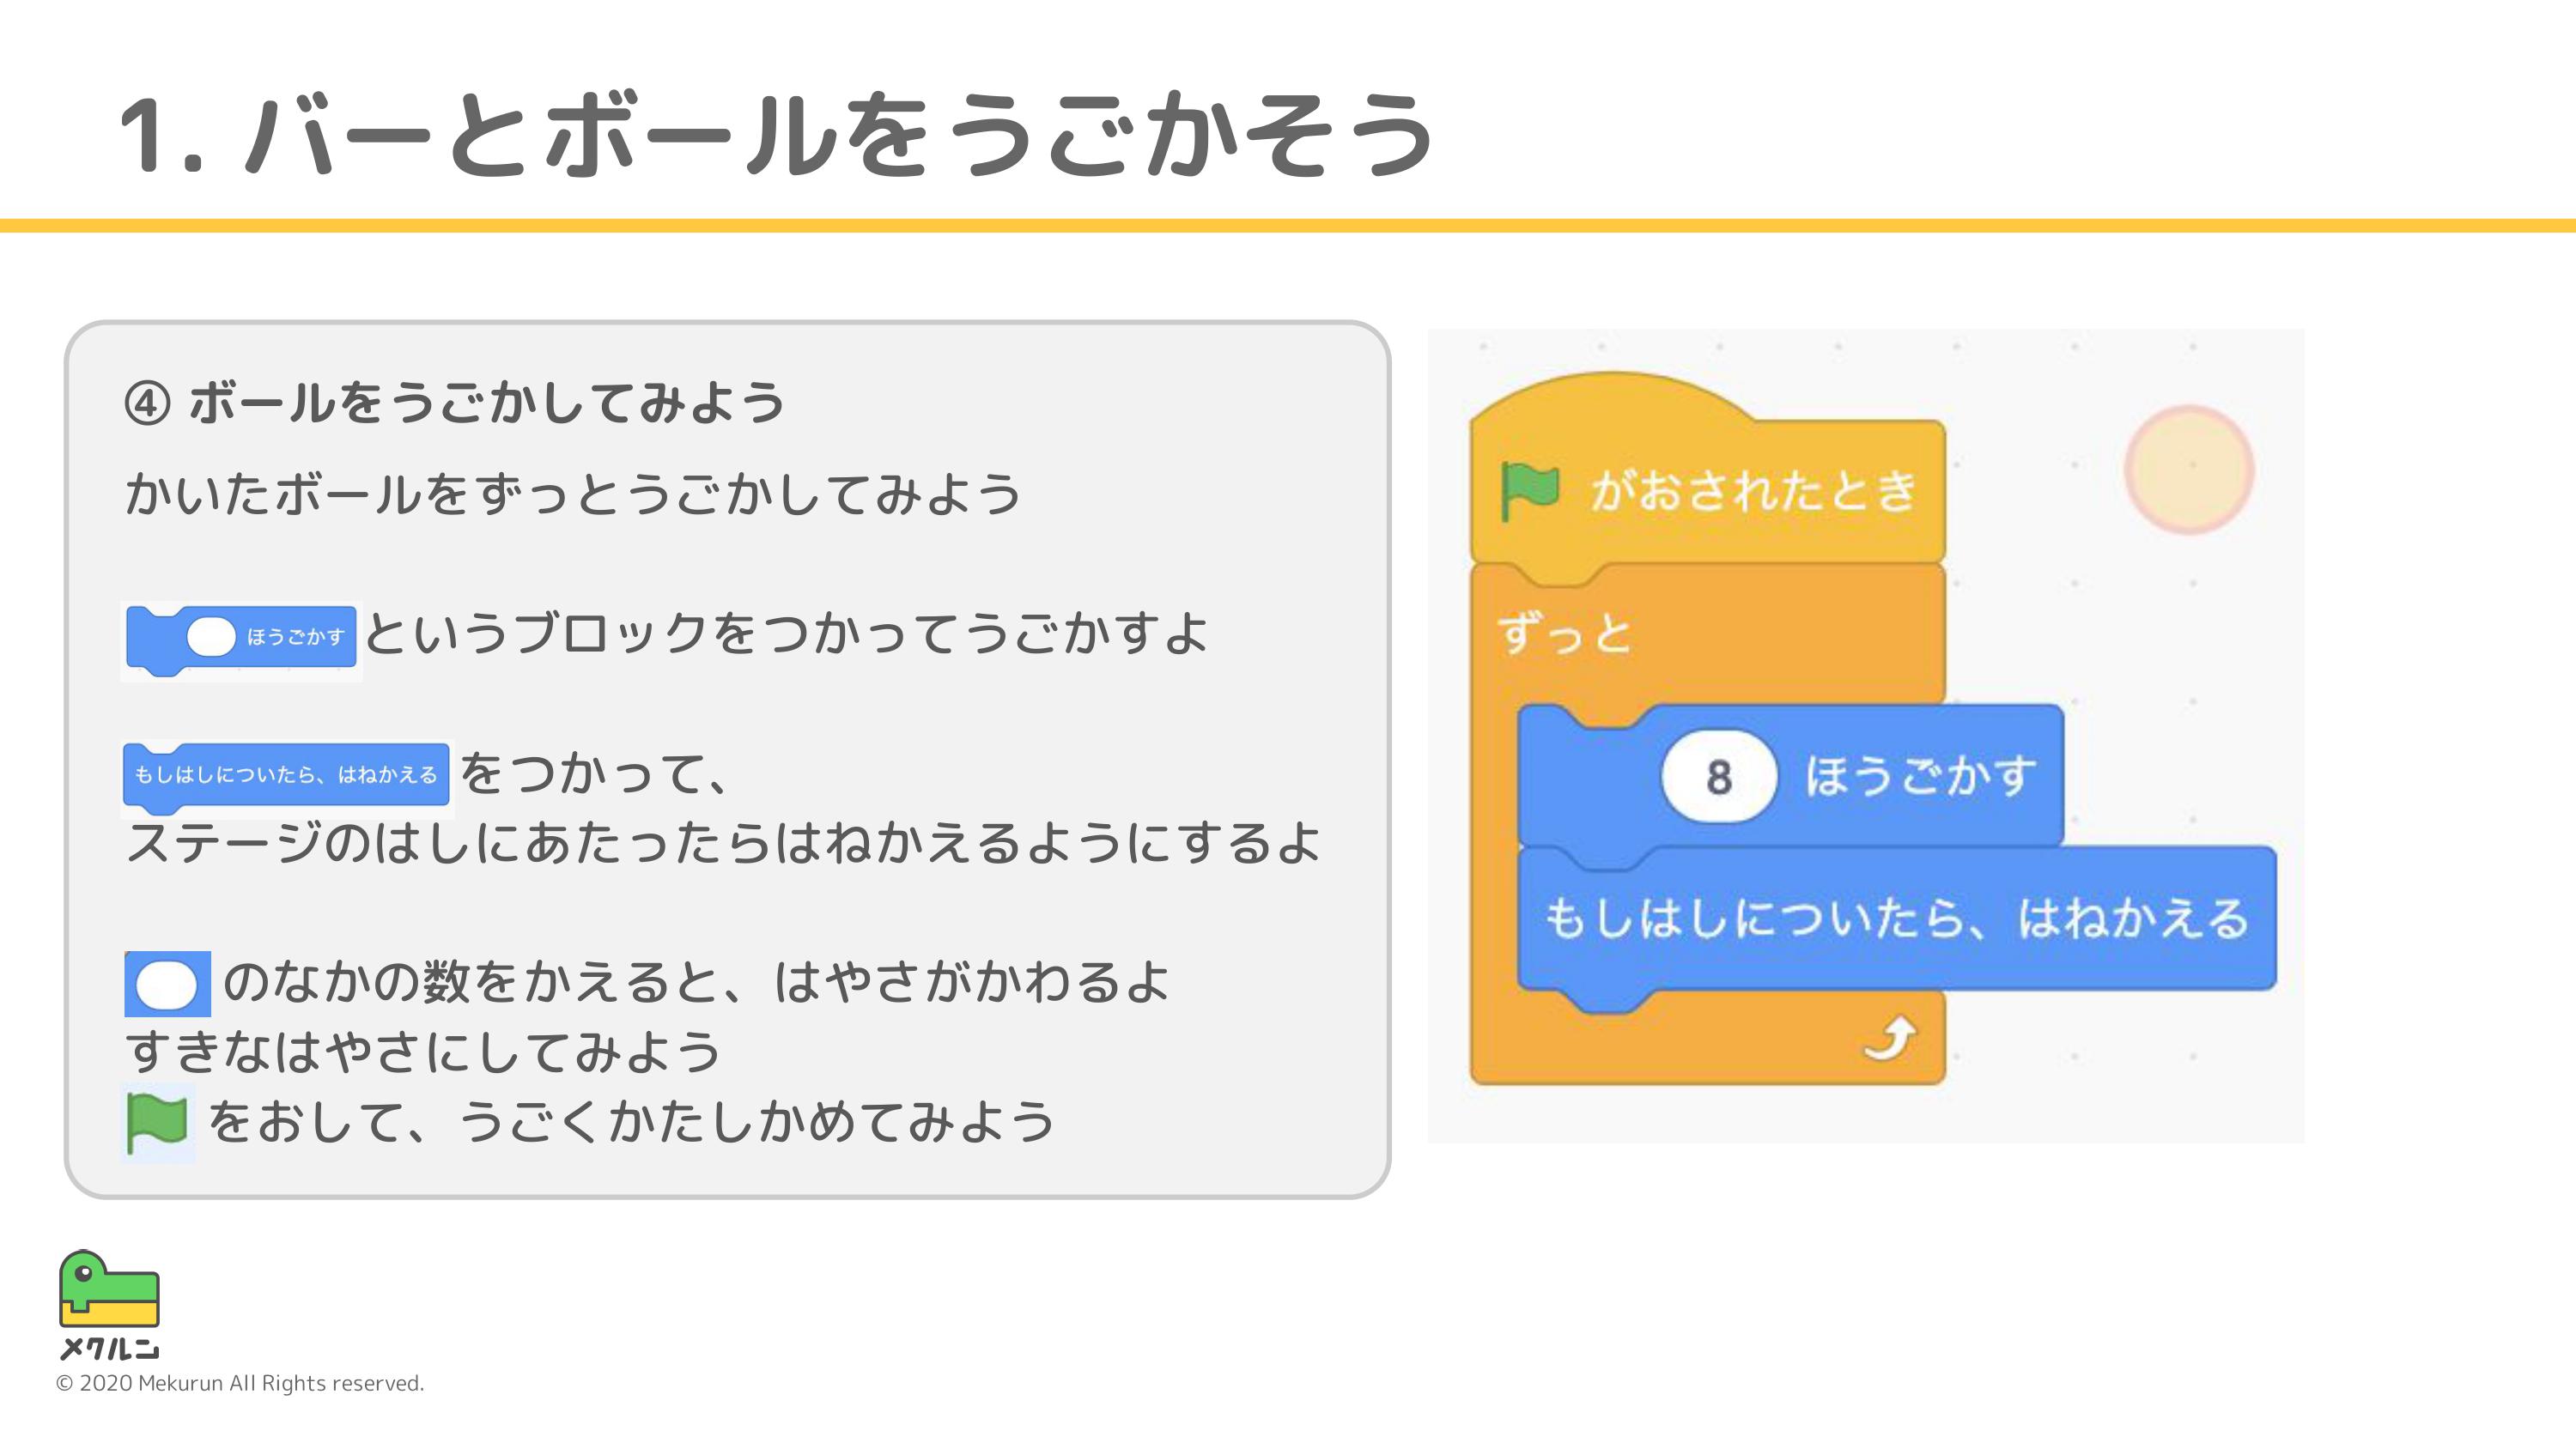 1. バーとボールをうごかそう
④ ボールをうごかしてみよう
かいたボールをずっとうごかしてみよう
ほうごかす というブロックをつかってうごかすよ
もしはしについたら、はねかえる をつかって、
ステージのはしにあたったらはねかえるようにするよ
のなかの数をかえると、はやさがかわるよ
すきなはやさにしてみよう
をおして、うごくかたしかめてみよう
がおされたとき
ずっと
8 ほうごかす
もしはしについたら、はねかえる
メクルン
© 2020 Mekurun All Rights reserved.